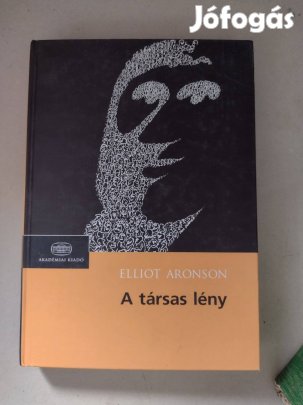 Jófogás
AKADÉMIAI KIADÓ
ELLIOT ARONSON
A társas lény